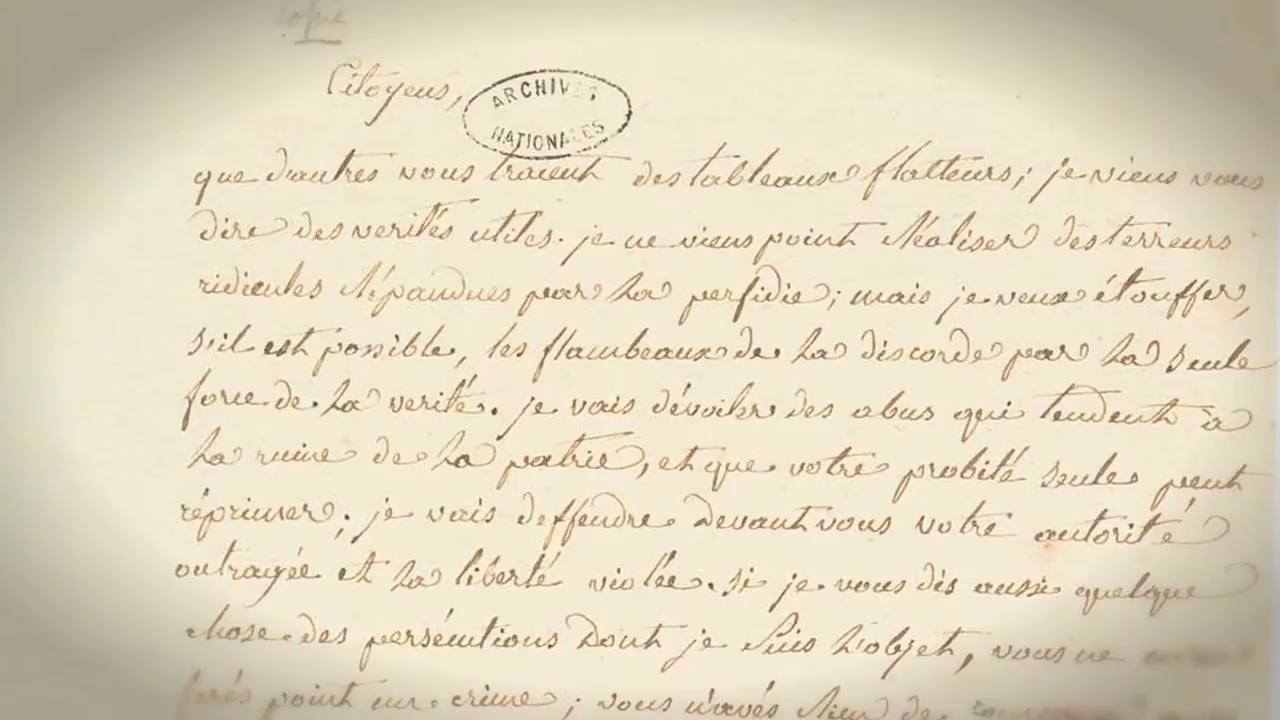 Copie
Citoyens,
ARCHIVES
NATIONALES
que d'autres vous tracent des tableaux flatteurs; je viens vous
dire des verités utiles. je ne viens point réaliser des terreurs
ridicules répandues par la perfidie; mais je veux étouffer,
s'il est possible, les flambeaux de la discorde par la seule
force de la verité. je vais dévoiler des abus qui tendent à
la ruine de la patrie, et que votre probité seule peut
réprimer. je vais deffendre devant vous votre autorité
outragée et la liberté violée. si je vous dis aussi quelque
chose des persécutions dont je suis l'objet, vous ne
ferés point un crime; vous n'avés rien de